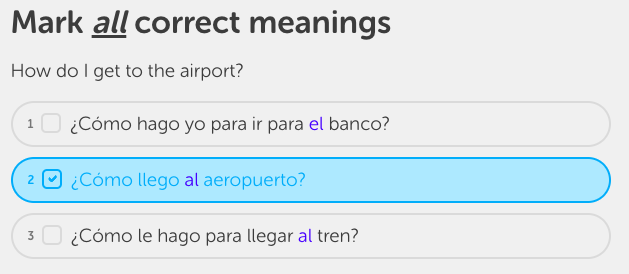 Mark all correct meanings
How do I get to the airport?
1 ¿Cómo hago yo para ir para el banco?
2 ¿Cómo llego al aeropuerto?
3 ¿Cómo le hago para llegar al tren?